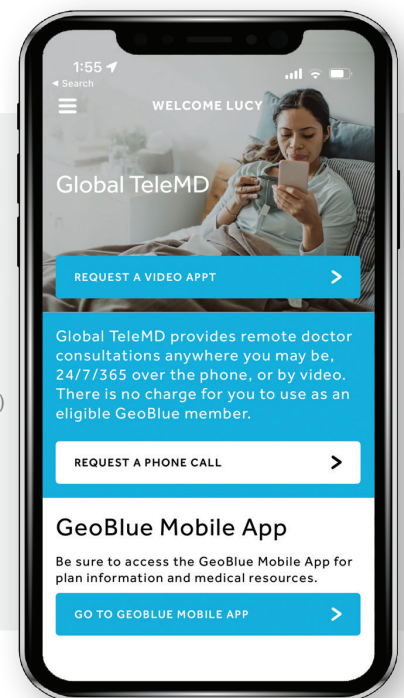 1:55
◄ Search
WELCOME LUCY
Global TeleMD
REQUEST A VIDEO APPT >
Global TeleMD provides remote doctor
consultations anywhere you may be,
24/7/365 over the phone, or by video.
There is no charge for you to use as an
eligible GeoBlue member.
)
REQUEST A PHONE CALL >
GeoBlue Mobile App
Be sure to access the GeoBlue Mobile App for
plan information and medical resources.
GO TO GEOBLUE MOBILE APP >